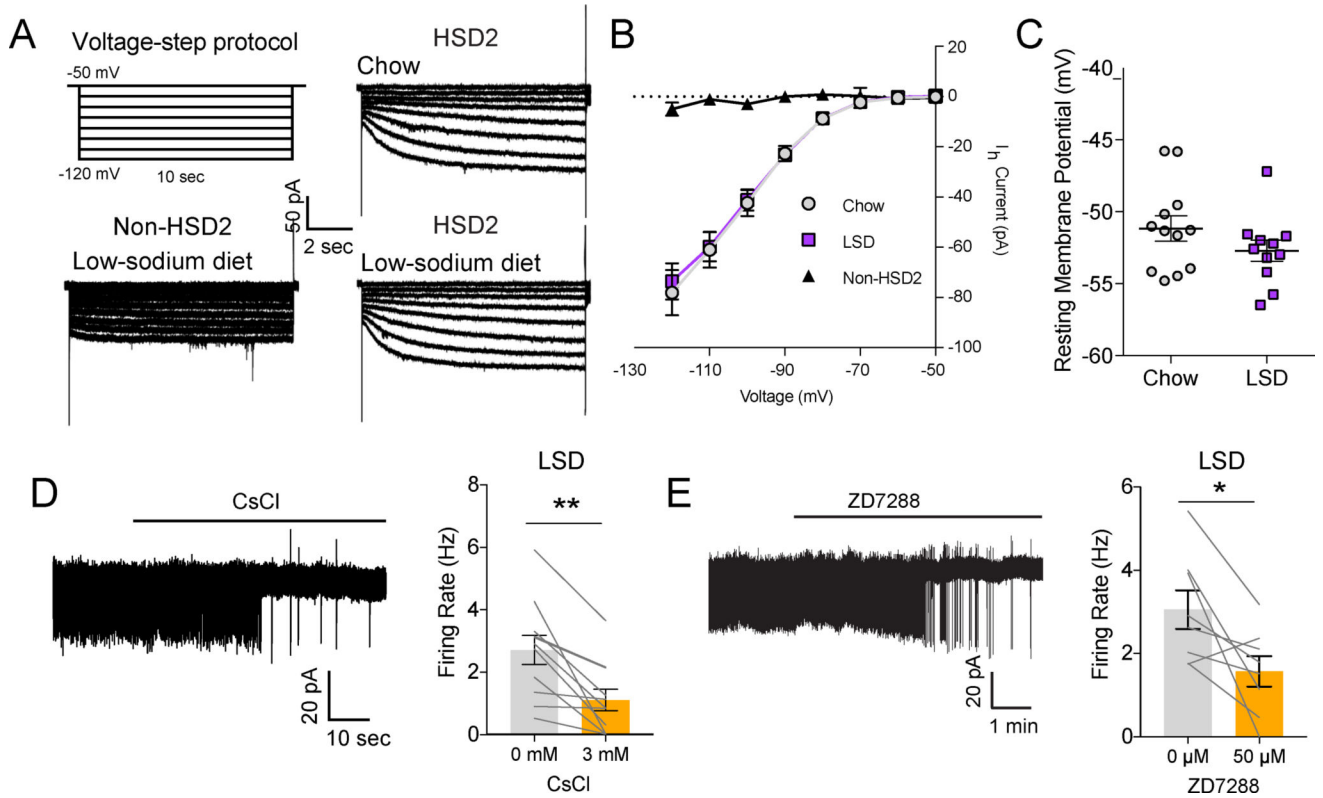 A
Voltage-step protocol
-50 mV
-120 mV
10 sec
HSD2
Chow
50 pA
2 sec
Non-HSD2
Low-sodium diet
HSD2
Low-sodium diet
B
20
0
-20
-40
-60
-80
-100
Ih Current (pA)
Chow
LSD
Non-HSD2
-130
-110
-90
-70
-50
Voltage (mV)
C
Resting Membrane Potential (mV)
-40
-45
-50
-55
-60
Chow
LSD
D
CsCl
20 pA
10 sec
LSD
**
Firing Rate (Hz)
8
6
4
2
0
0 mM
3 mM
CsCl
E
ZD7288
20 pA
1 min
LSD
*
Firing Rate (Hz)
6
4
2
0
0 µM
50 µM
ZD7288